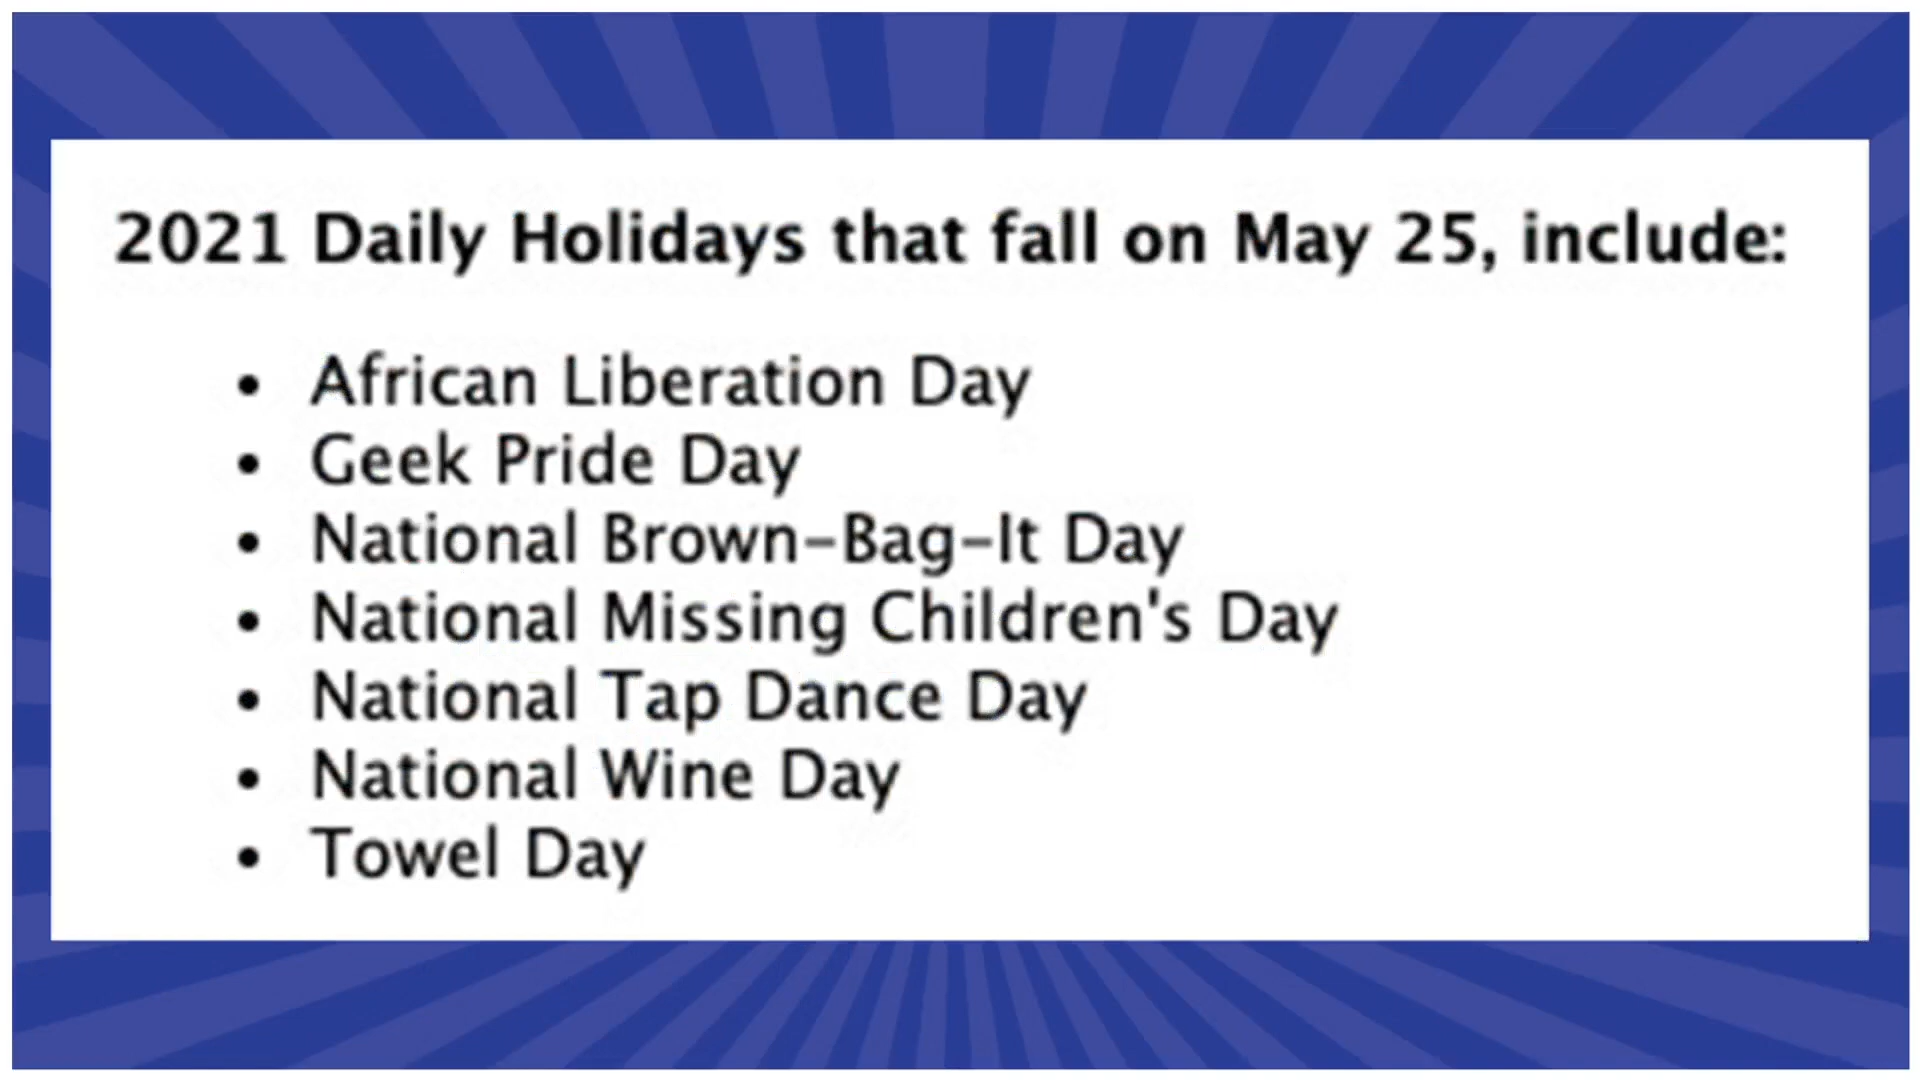 2021 Daily Holidays that fall on May 25, include:
• African Liberation Day
• Geek Pride Day
• National Brown-Bag-It Day
• National Missing Children's Day
• National Tap Dance Day
• National Wine Day
• Towel Day